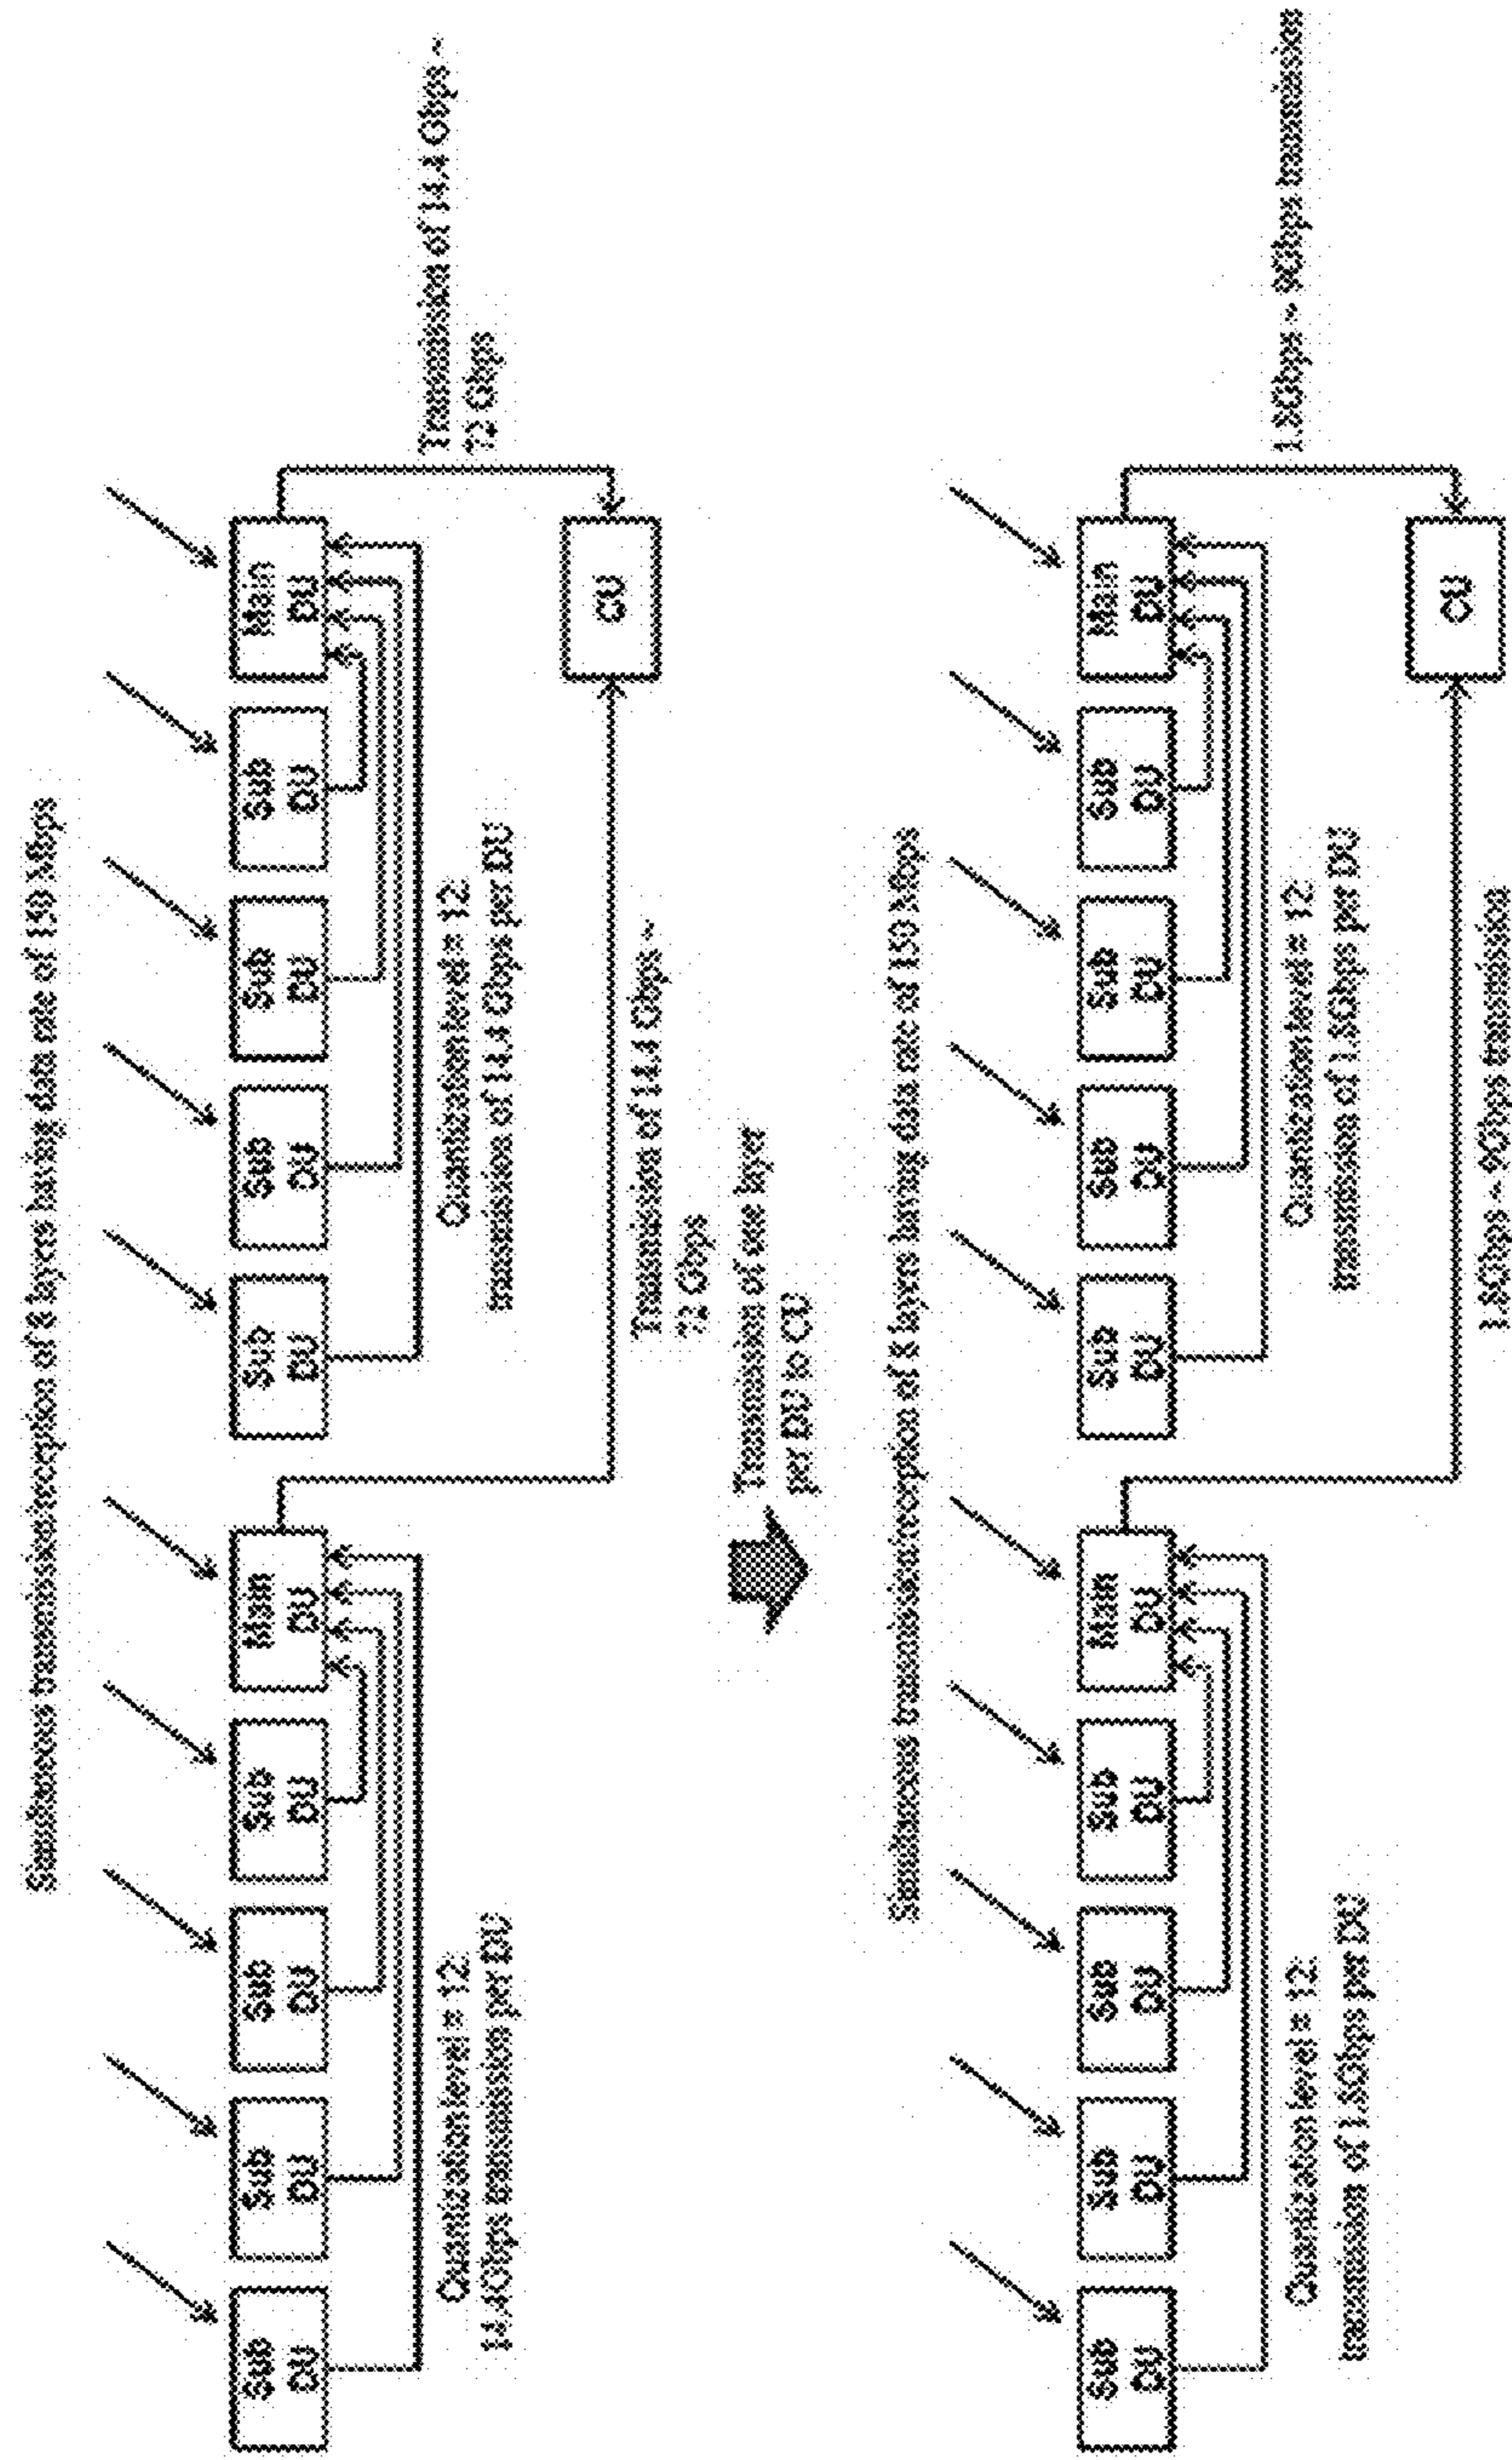 Simultaneous transmission/reception of 8 layers having data rate of 150 Mbps
Sub
DU
Sub
DU
Sub
DU
Sub
DU
Main
DU
Sub
DU
Sub
DU
Sub
DU
Sub
DU
Main
DU
Quantization level = 12:
14.4Gbps transmission per DU
Quantization level = 12:
transmission of 14.4 Gbps per DU
Transmission of 14.4 Gbps ~
72 Gbps
CU
Transmission of 14.4 Gbps ~
72 Gbps
Transmission of one layer
per DU to CU
Simultaneous transmission/reception of 8 layers having data rate of 150 Mbps
Sub
DU
Sub
DU
Sub
DU
Sub
DU
Main
DU
Sub
DU
Sub
DU
Sub
DU
Sub
DU
Main
DU
Quantization level = 12:
transmission of 1.8Gbps per DU
Quantization level = 12:
transmission of 1.8Gbps per DU
1.8Gbps ~ 9Gbps transmission
CU
1.8Gbps ~ 9Gbps transmission